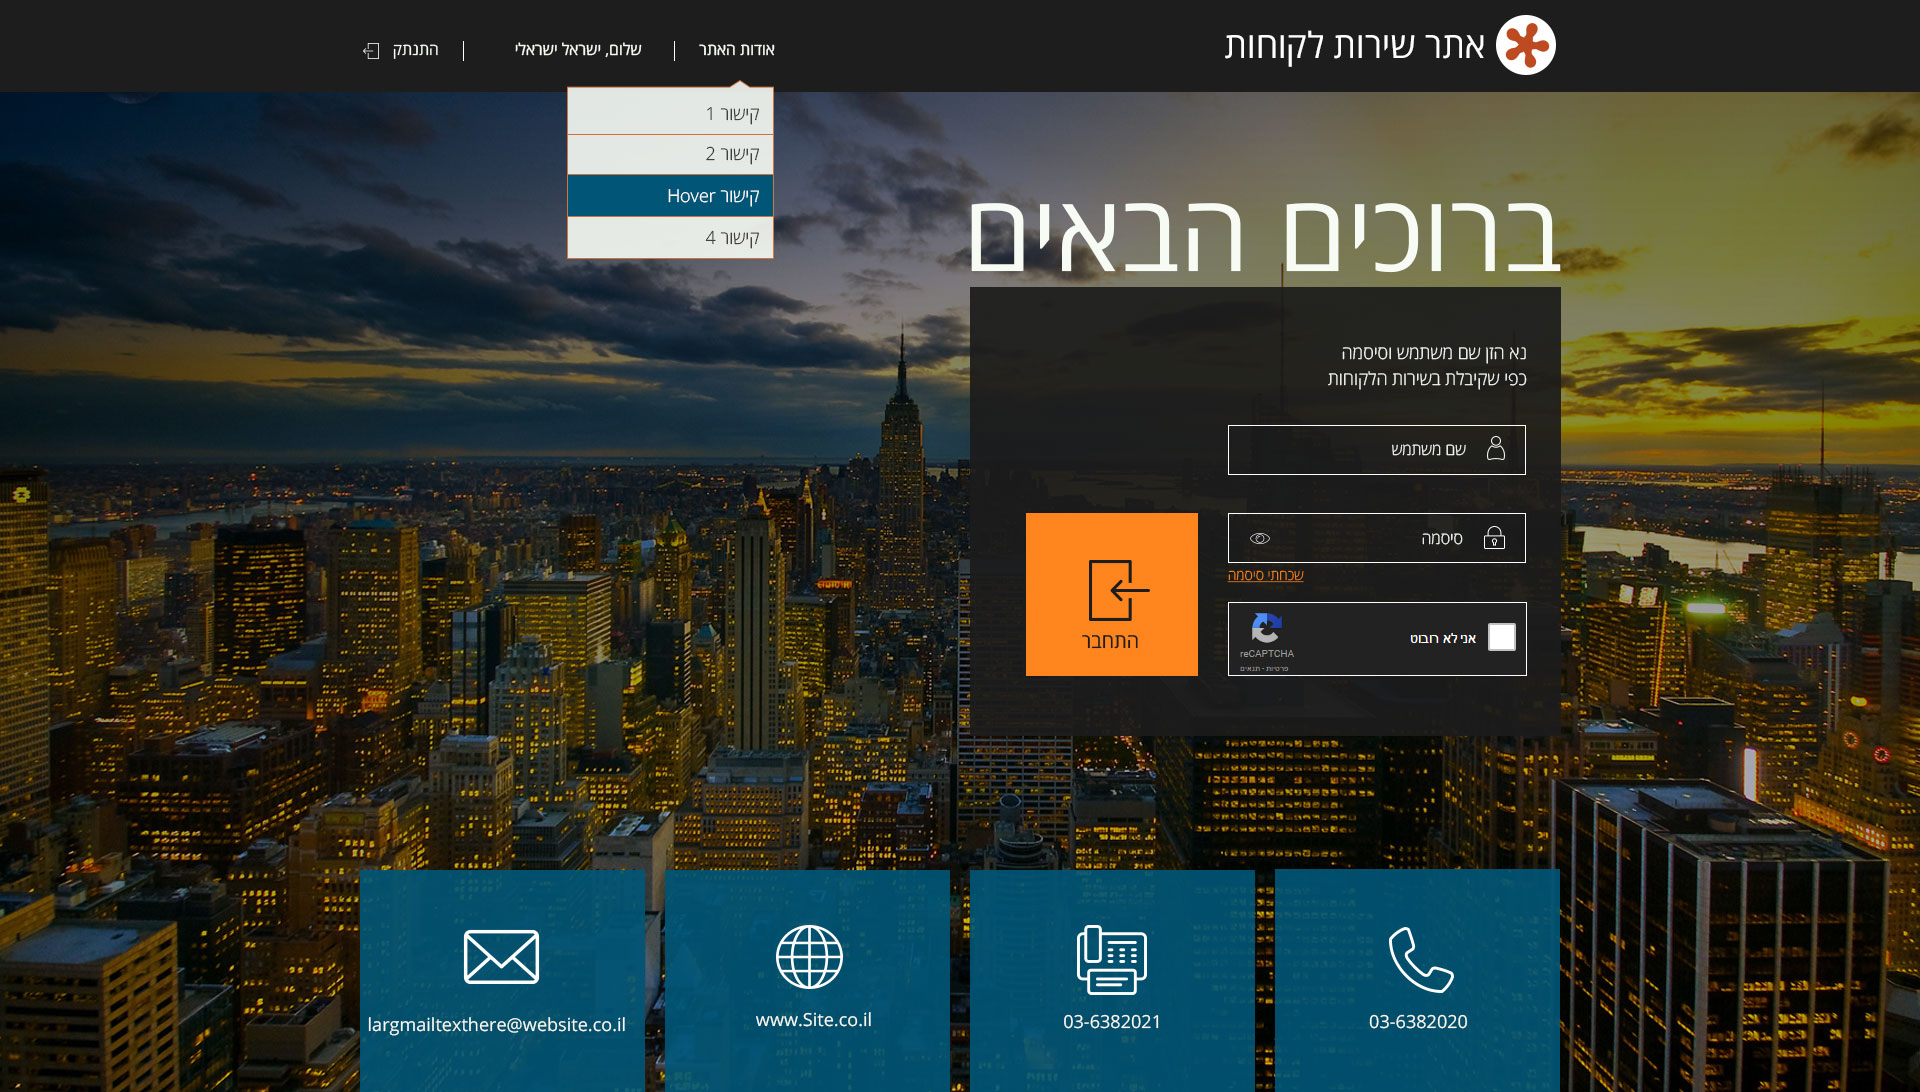 אתר שירות לקוחות
אודות האתר
שלום, ישראל ישראלי
התנתק
קישור 1
קישור 2
קישור Hover
קישור 4
ברוכים הבאים
נא הזן שם משתמש וסיסמה
כפי שקיבלת בשירות הלקוחות
שם משתמש
סיסמה
שכחתי סיסמה
אני לא רובוט
reCAPTCHA
פרטיות - תנאים
התחבר
03-6382020
03-6382021
www.Site.co.il
largmailtexthere@website.co.il